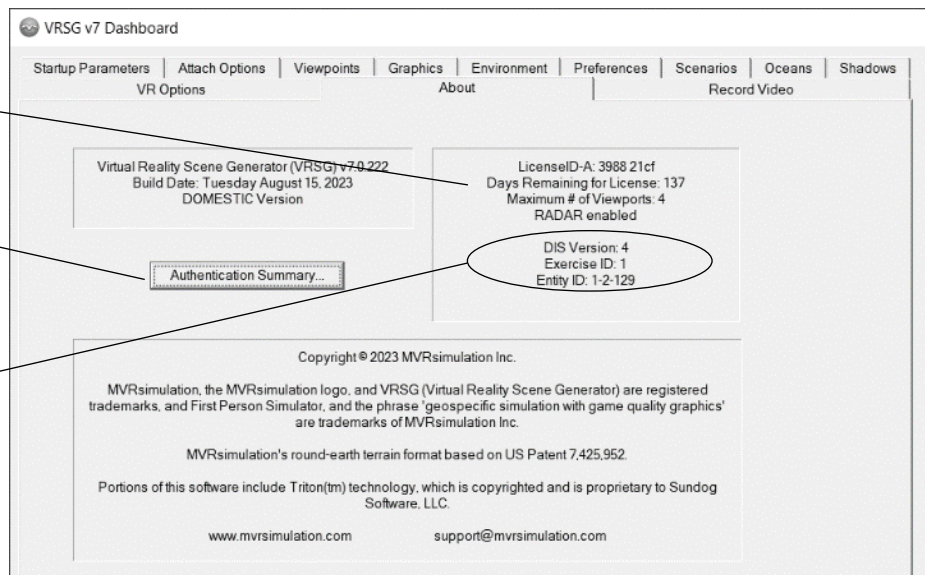 VRSG v7 Dashboard
Startup Parameters Attach Options Viewpoints Graphics Environment Preferences Scenarios Oceans Shadows
VR Options About Record Video
Virtual Reality Scene Generator (VRSG) v7.0.222
Build Date: Tuesday August 15, 2023
DOMESTIC Version
LicenseID-A: 3988 21cf
Days Remaining for License: 137
Maximum # of Viewports: 4
RADAR enabled
DIS Version: 4
Exercise ID: 1
Entity ID: 1-2-129
Authentication Summary...
Copyright © 2023 MVRsimulation Inc.
MVRsimulation, the MVRsimulation logo, and VRSG (Virtual Reality Scene Generator) are registered
trademarks, and First Person Simulator, and the phrase 'geospecific simulation with game quality graphics'
are trademarks of MVRsimulation Inc.
MVRsimulation's round-earth terrain format based on US Patent 7,425,952.
Portions of this software include Triton(tm) technology, which is copyrighted and is proprietary to Sundog
Software, LLC.
www.mvrsimulation.com support@mvrsimulation.com